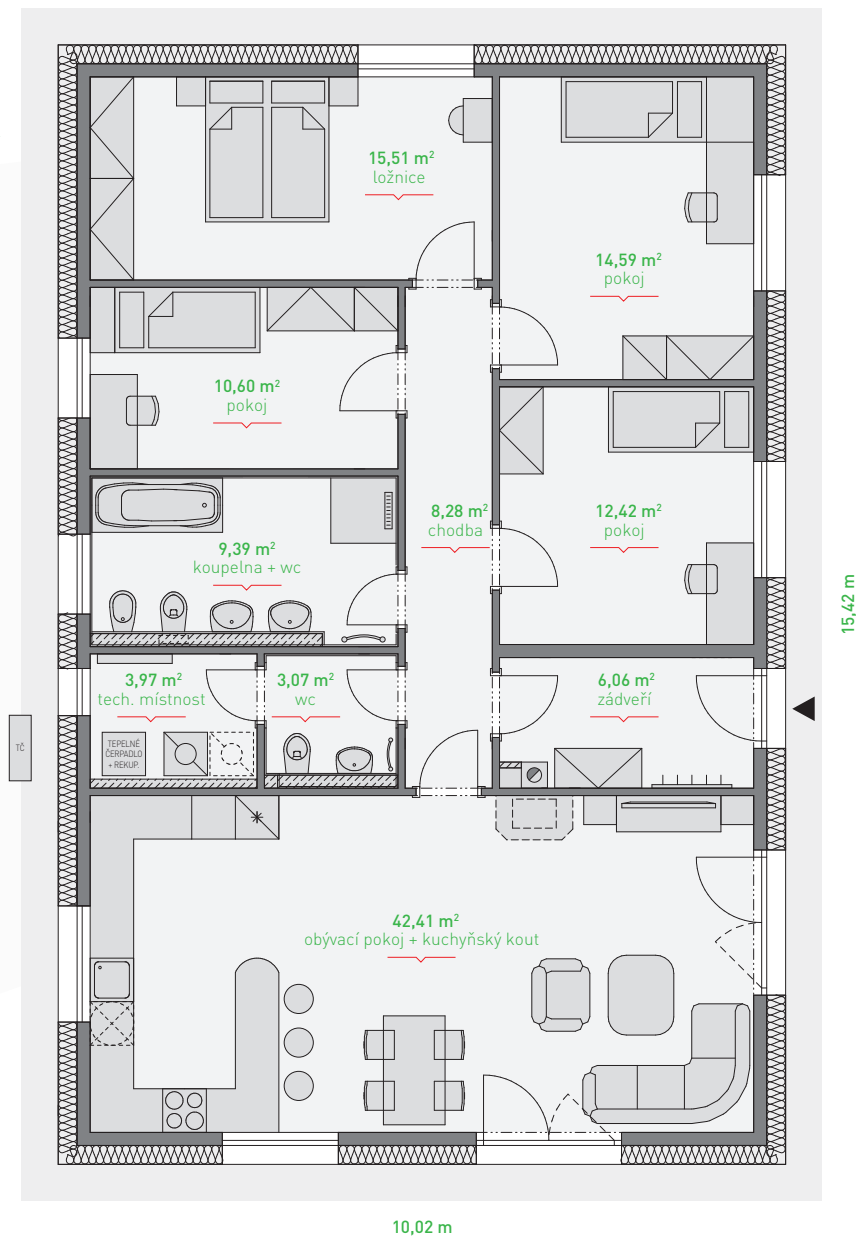 15,51 m²
ložnice
14,59 m²
pokoj
10,60 m²
pokoj
8,28 m²
chodba
12,42 m²
pokoj
9,39 m²
koupelna + wc
15,42 m
3,97 m²
tech. místnost
3,07 m²
wc
6,06 m²
zádveří
TČ
TEPELNÉ
ČERPADLO
+ REKUP.
42,41 m²
obývací pokoj + kuchyňský kout
10,02 m